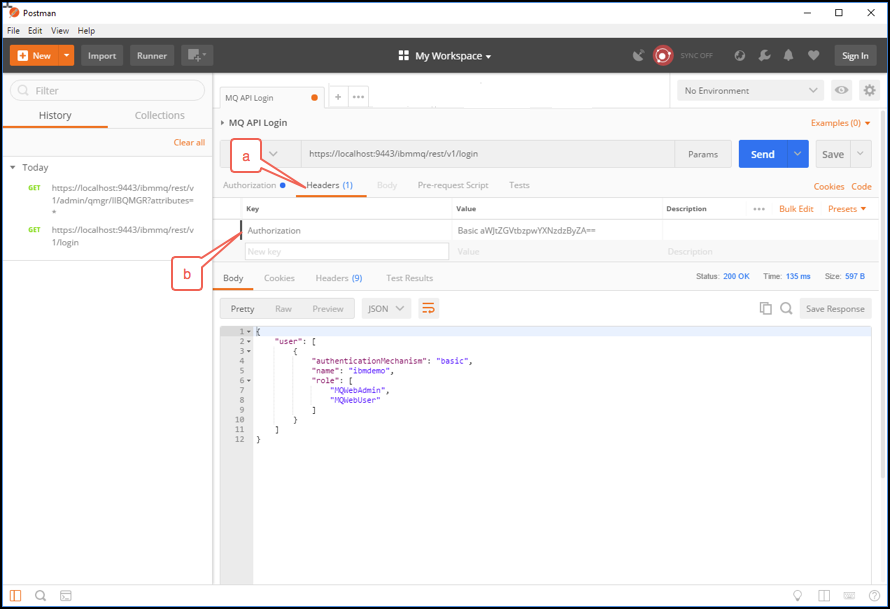 Postman
File Edit View Help
New Import Runner My Workspace SYNC OFF Sign In
Filter
History Collections
Clear all
Today
GET https://localhost:9443/ibmmq/rest/v
1/admin/qmgr/IIBQMGR?attributes=
*
GET https://localhost:9443/ibmmq/rest/v
1/login
MQ API Login + ••• No Environment
MQ API Login Examples (0)
a https://localhost:9443/ibmmq/rest/v1/login Params Send Save
Authorization Headers (1) Body Pre-request Script Tests Cookies Code
Key Value Description ••• Bulk Edit Presets
Authorization Basic aWJtZGVtbzpwYXNzdzByZA==
New key Value Description
b
Body Cookies Headers (9) Test Results Status: 200 OK Time: 135 ms Size: 597 B
Pretty Raw Preview JSON Save Response
1 {
2 "user": [
3 {
4 "authenticationMechanism": "basic",
5 "name": "ibmdemo",
6 "role": [
7 "MQWebAdmin",
8 "MQWebUser"
9 ]
10 }
11 ]
12 }